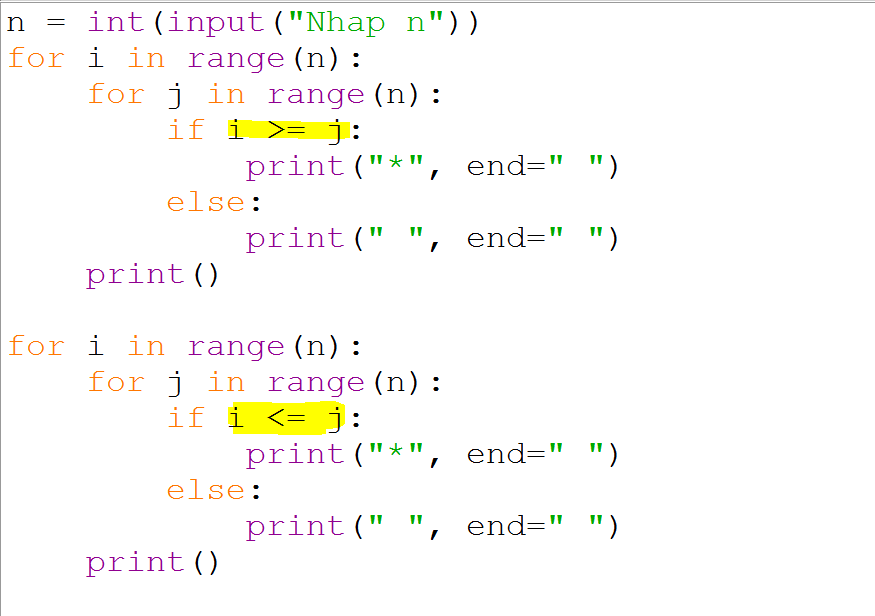 n = int(input("Nhap n"))
for i in range(n):
    for j in range(n):
        if i >= j:
            print("*", end=" ")
        else:
            print(" ", end=" ")
    print()

for i in range(n):
    for j in range(n):
        if i <= j:
            print("*", end=" ")
        else:
            print(" ", end=" ")
    print()